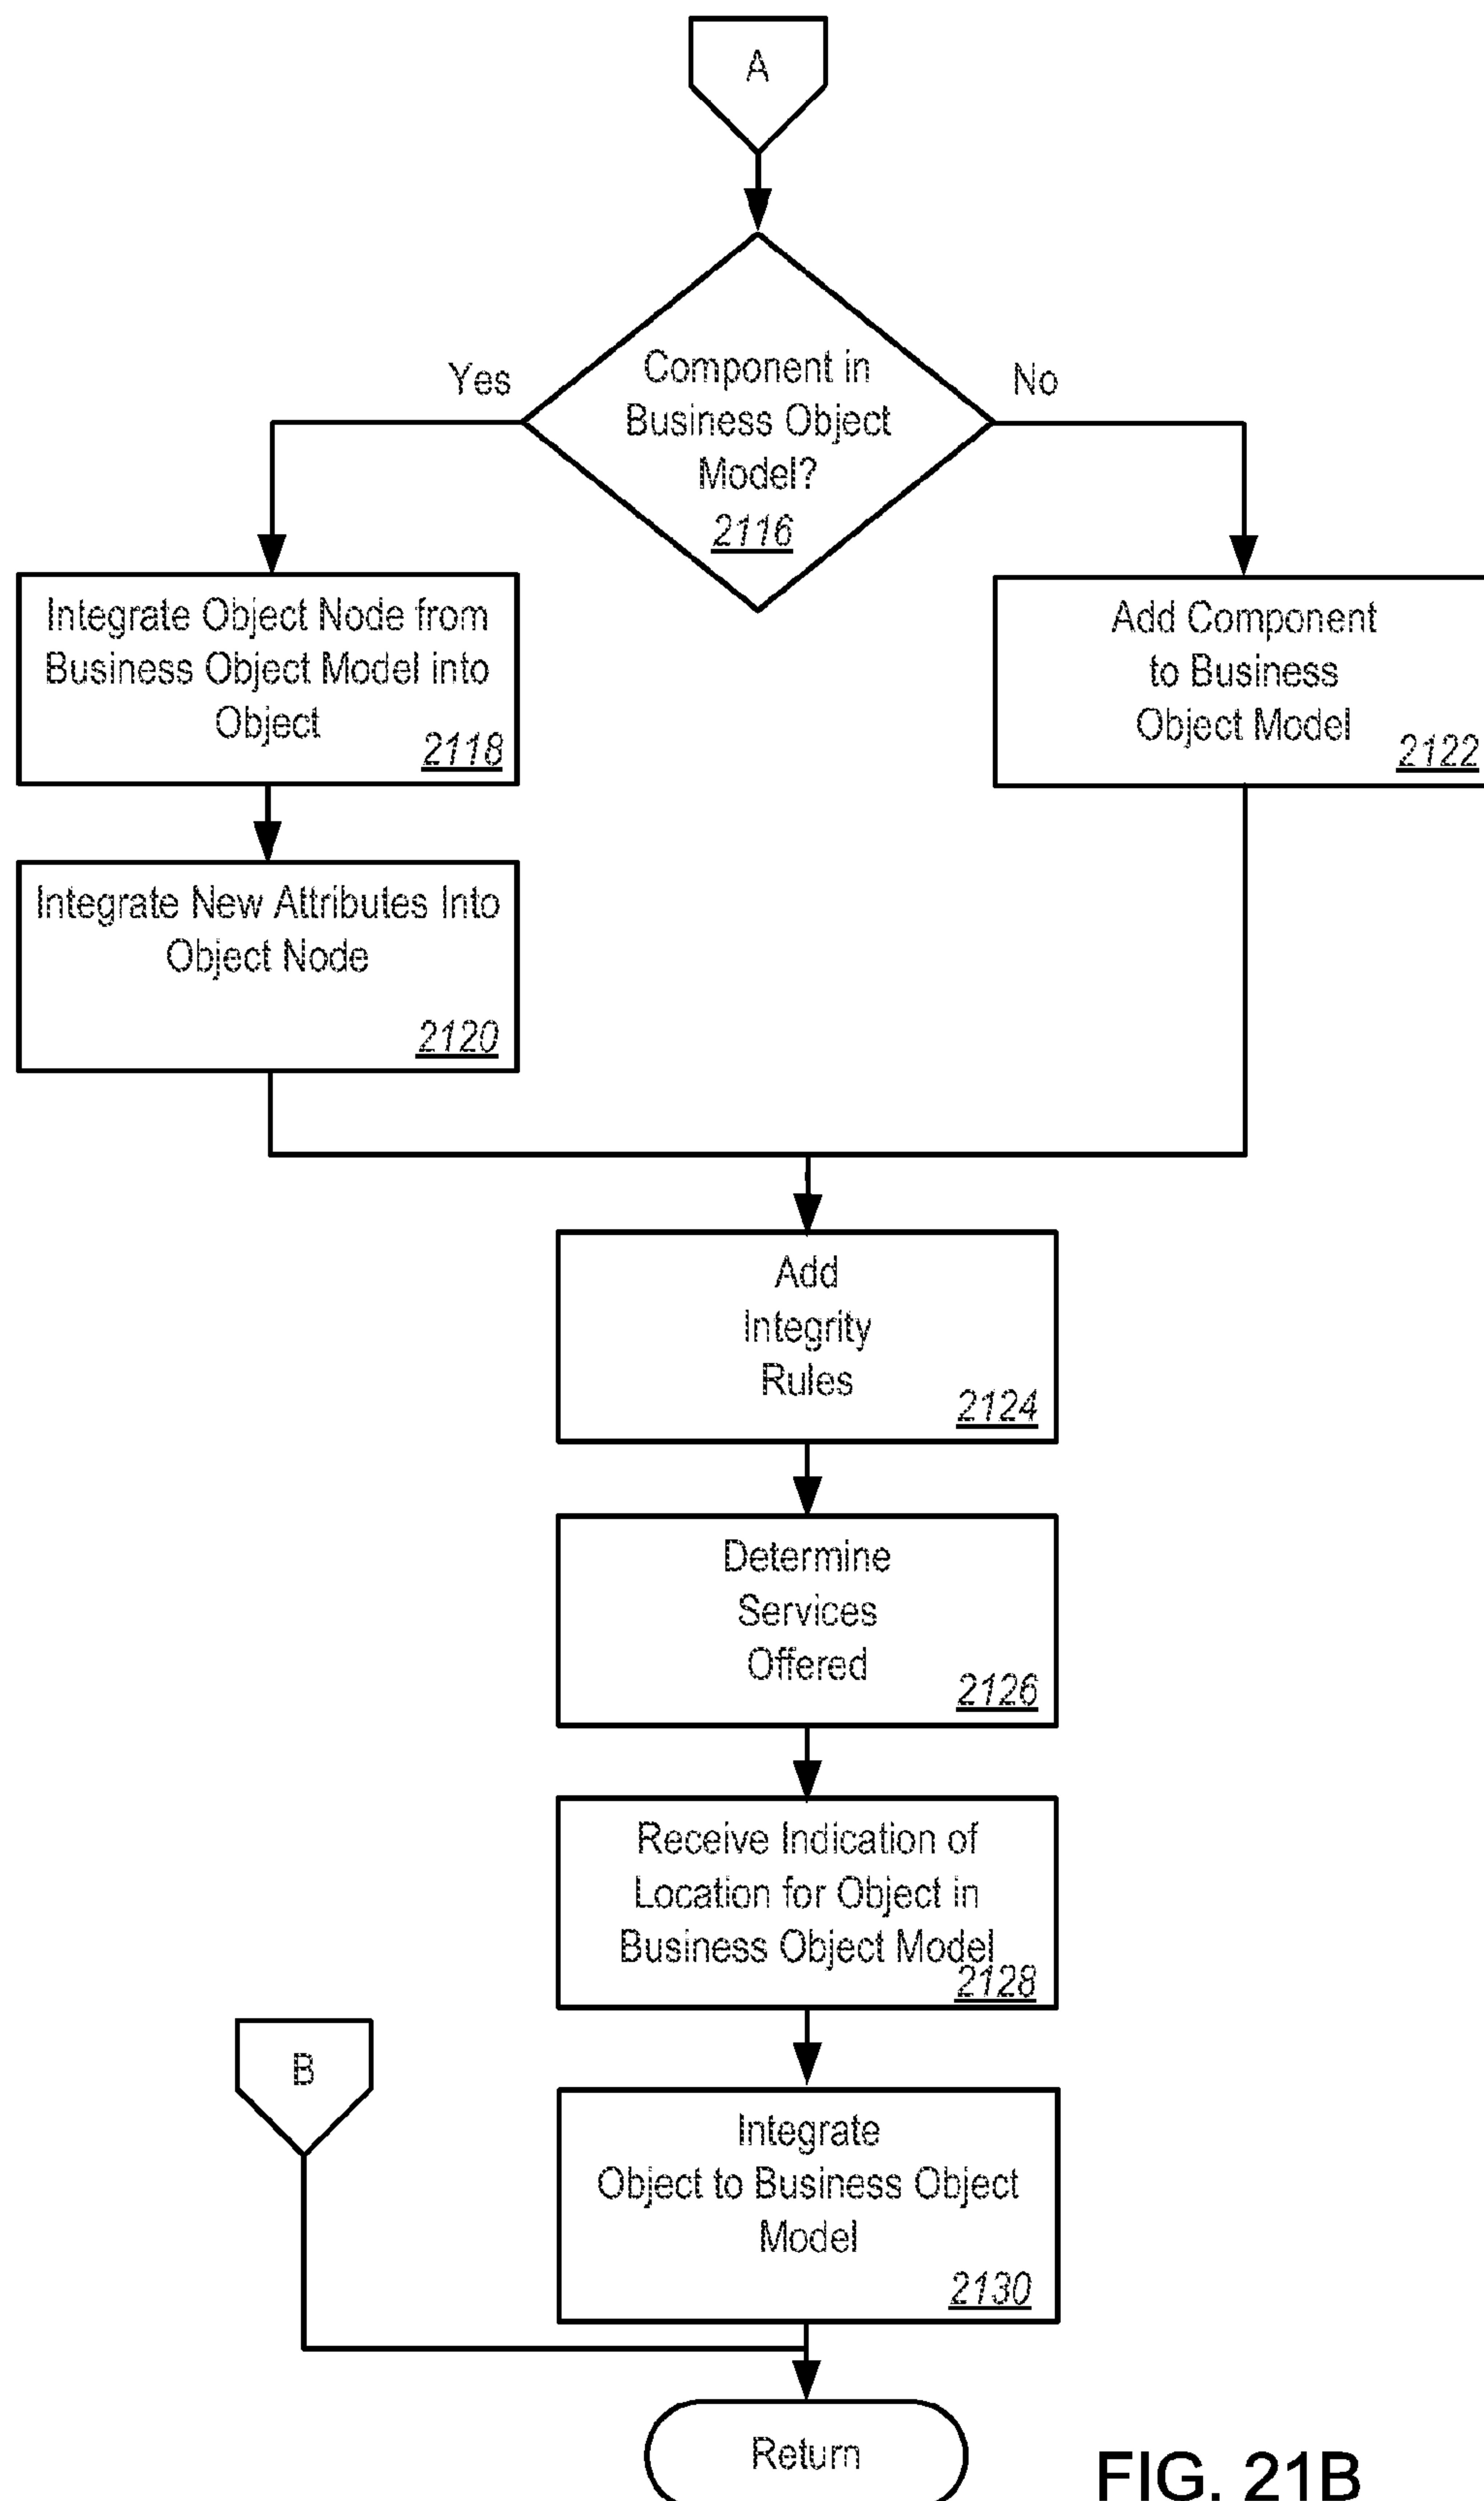 A
Yes
No
Component in
Business Object
Model?
2116
Integrate Object Node from
Business Object Model into
Object
2118
Add Component
to Business
Object Model
2122
Integrate New Attributes Into
Object Node
2120
Add
Integrity
Rules
2124
Determine
Services
Offered
2126
Receive Indication of
Location for Object in
Business Object Model
2128
B
Integrate
Object to Business Object
Model
2130
Return
FIG. 21B